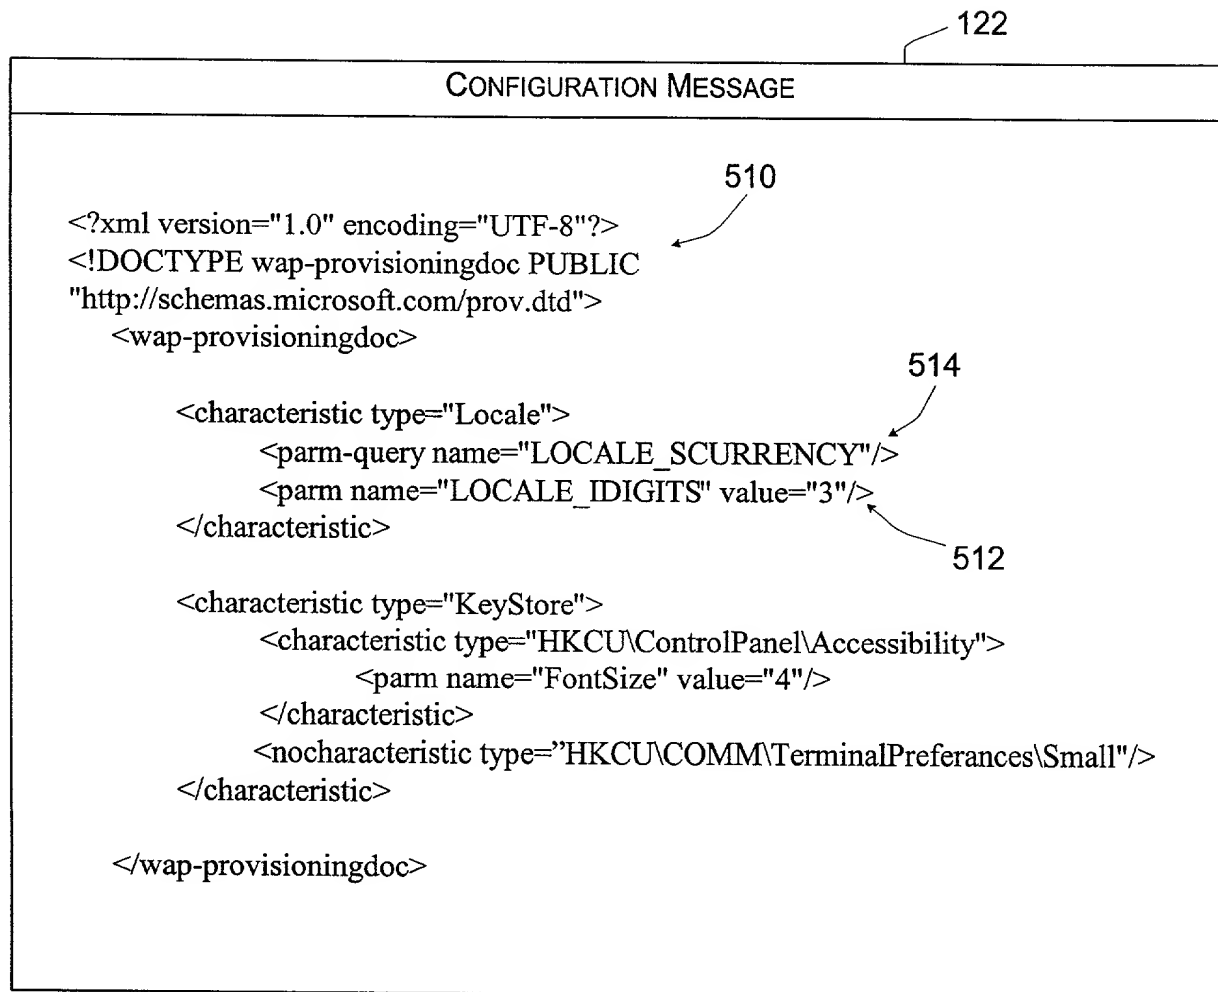 122
CONFIGURATION MESSAGE
510
<?xml version="1.0" encoding="UTF-8"?>
<!DOCTYPE wap-provisioningdoc PUBLIC
"http://schemas.microsoft.com/prov.dtd">
<wap-provisioningdoc>
514
<characteristic type="Locale">
<parm-query name="LOCALE_SCURRENCY"/>
<parm name="LOCALE_IDIGITS" value="3"/>
</characteristic>
512
<characteristic type="KeyStore">
<characteristic type="HKCU\ControlPanel\Accessibility">
<parm name="FontSize" value="4"/>
</characteristic>
<nocharacteristic type=”HKCU\COMM\TerminalPreferances\Small"/>
</characteristic>
</wap-provisioningdoc>